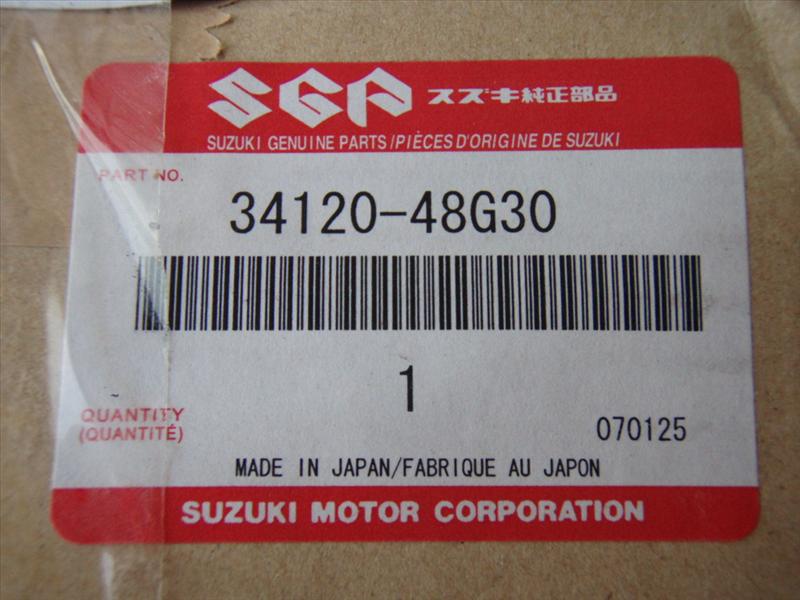 SGP スズキ純正部品
SUZUKI GENUINE PARTS/PIÈCES D'ORIGINE DE SUZUKI
PART NO.
34120-48G30
1
QUANTITY
(QUANTITÉ)
070125
MADE IN JAPAN/FABRIQUE AU JAPON
SUZUKI MOTOR CORPORATION